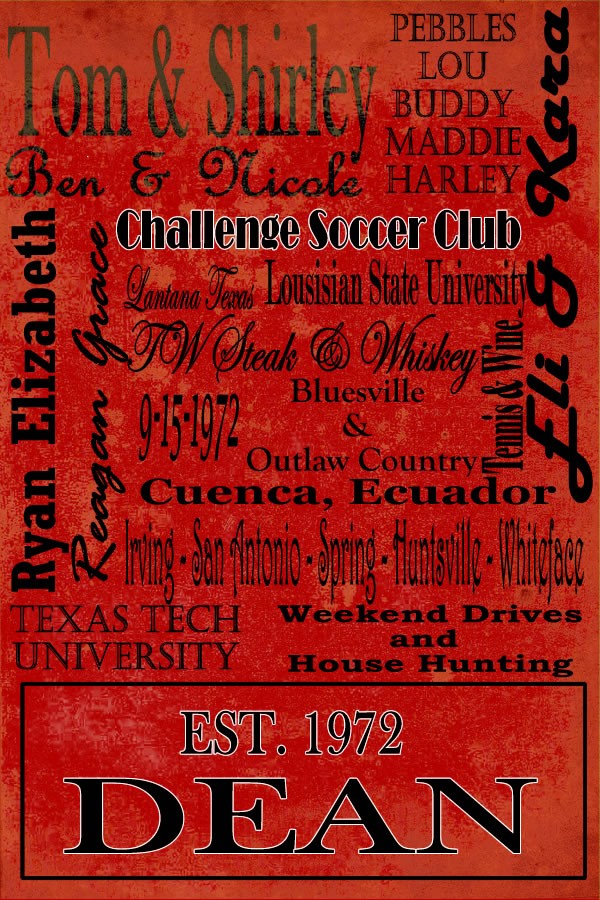 Tom & Shirley
PEBBLES
LOU
BUDDY
MADDIE
HARLEY
Ben & Nicole
Eli & Kara
Challenge Soccer Club
Ryan Elizabeth
Reagan Grace
Lantana Texas
Lousisian State University
TW Steak & Whiskey
Tennis & Wine
9-15-1972
Bluesville
&
Outlaw Country
Cuenca, Ecuador
Irving - San Antonio - Spring - Huntsville - Whiteface
TEXAS TECH
UNIVERSITY
Weekend Drives
and
House Hunting
EST. 1972
DEAN